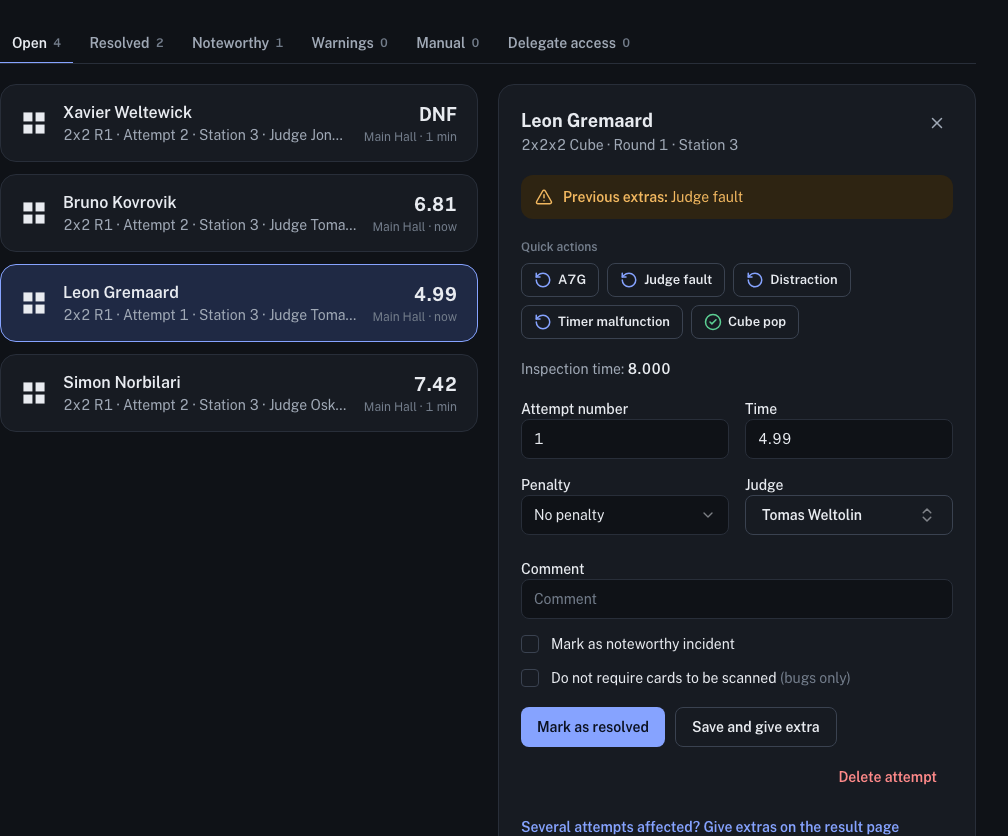 Open 4 Resolved 2 Noteworthy 1 Warnings 0 Manual 0 Delegate access 0
Xavier Weltewick
DNF
2x2 R1 · Attempt 2 · Station 3 · Judge Jon...
Main Hall · 1 min
Bruno Kovrovik
6.81
2x2 R1 · Attempt 2 · Station 3 · Judge Toma...
Main Hall · now
Leon Gremaard
4.99
2x2 R1 · Attempt 1 · Station 3 · Judge Toma...
Main Hall · now
Simon Norbilari
7.42
2x2 R1 · Attempt 2 · Station 3 · Judge Osk...
Main Hall · 1 min
Leon Gremaard
2x2x2 Cube · Round 1 · Station 3
Previous extras: Judge fault
Quick actions
A7G Judge fault Distraction
Timer malfunction Cube pop
Inspection time: 8.000
Attempt number Time
1 4.99
Penalty Judge
No penalty Tomas Weltolin
Comment
Comment
Mark as noteworthy incident
Do not require cards to be scanned (bugs only)
Mark as resolved Save and give extra
Delete attempt
Several attempts affected? Give extras on the result page